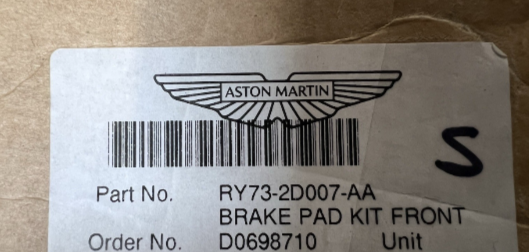 ASTON MARTIN
S
Part No. RY73-2D007-AA
BRAKE PAD KIT FRONT
Order No. D0698710 Unit